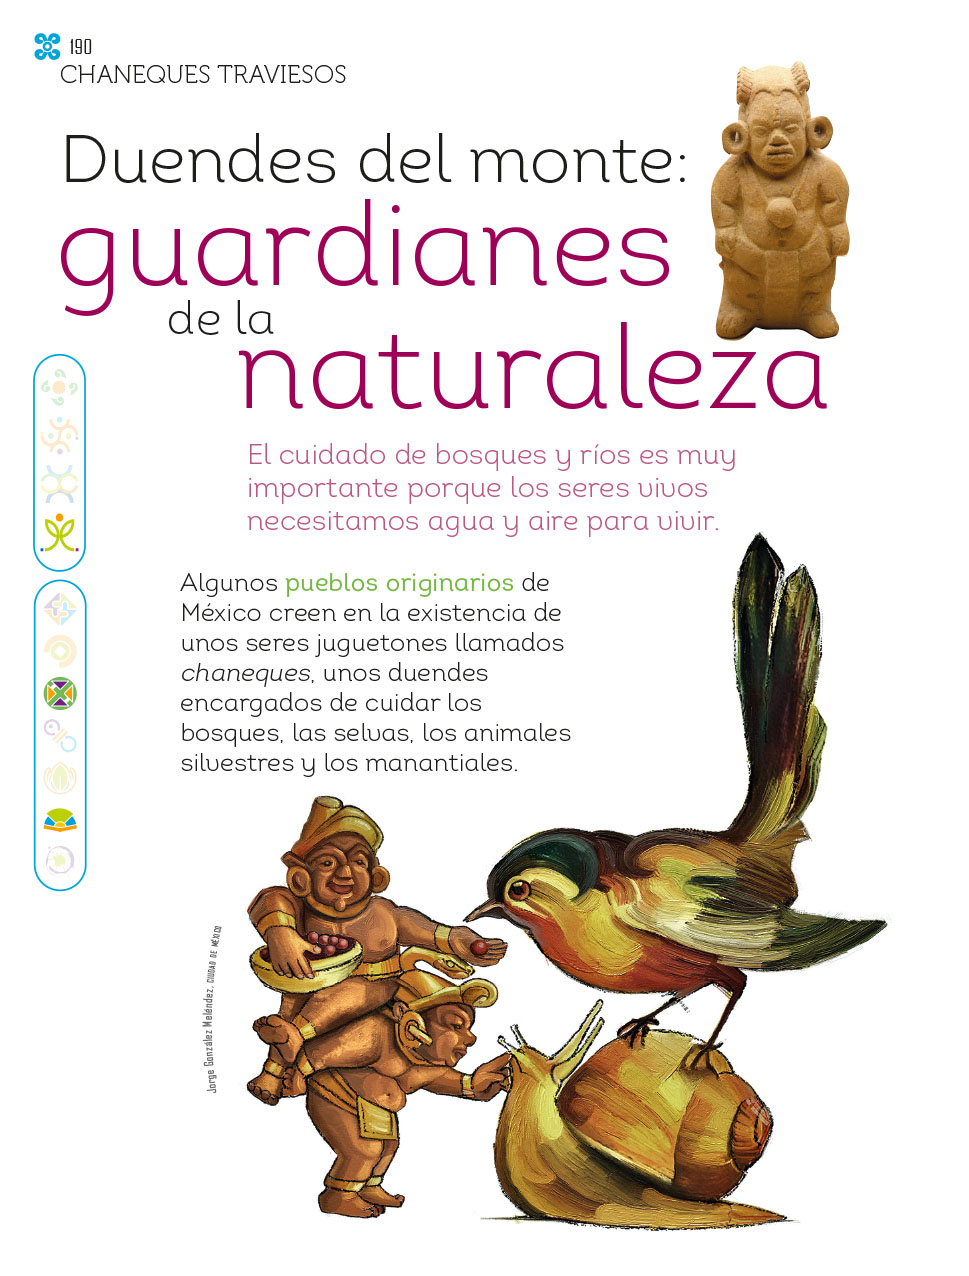 190
CHANEQUES TRAVIESOS
Duendes del monte:
guardianes
de la
naturaleza
El cuidado de bosques y ríos es muy
importante porque los seres vivos
necesitamos agua y aire para vivir.
Algunos pueblos originarios de
México creen en la existencia de
unos seres juguetones llamados
chaneques, unos duendes
encargados de cuidar los
bosques, las selvas, los animales
silvestres y los manantiales.
Jorge González Meléndez, CIUDAD DE MÉXICO